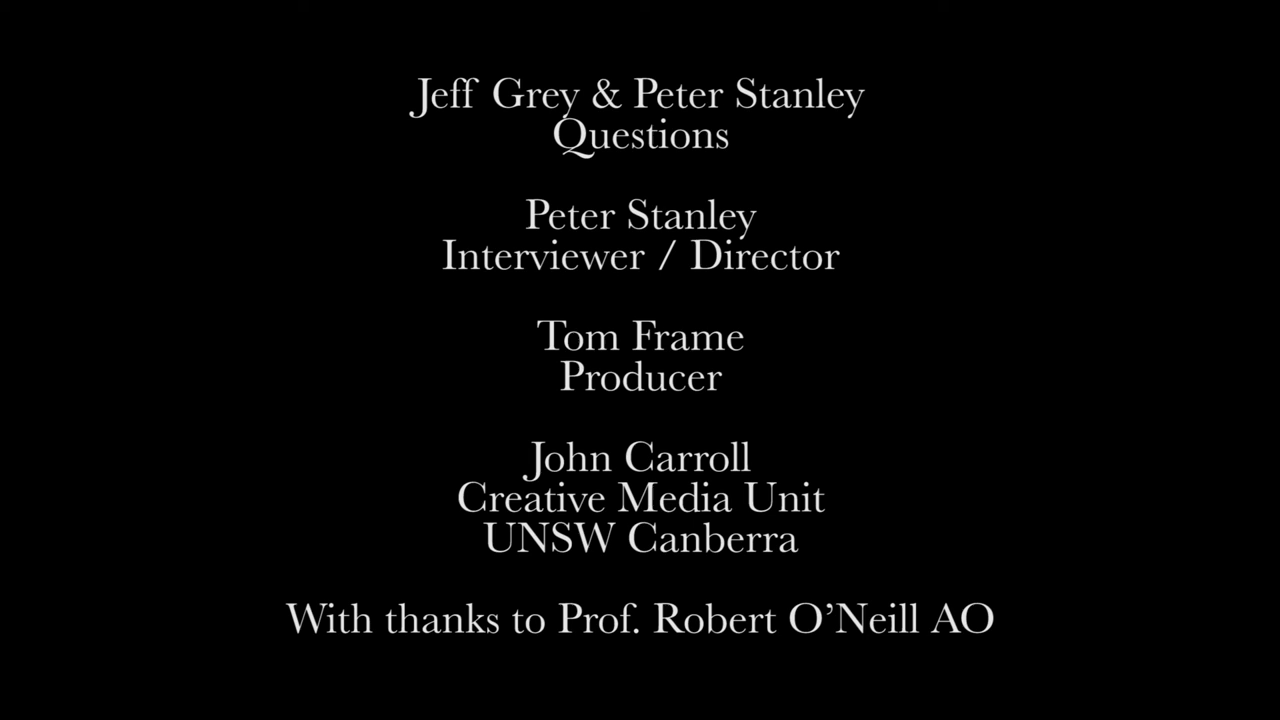 Jeff Grey & Peter Stanley
Questions
Peter Stanley
Interviewer / Director
Tom Frame
Producer
John Carroll
Creative Media Unit
UNSW Canberra
With thanks to Prof. Robert O’Neill AO